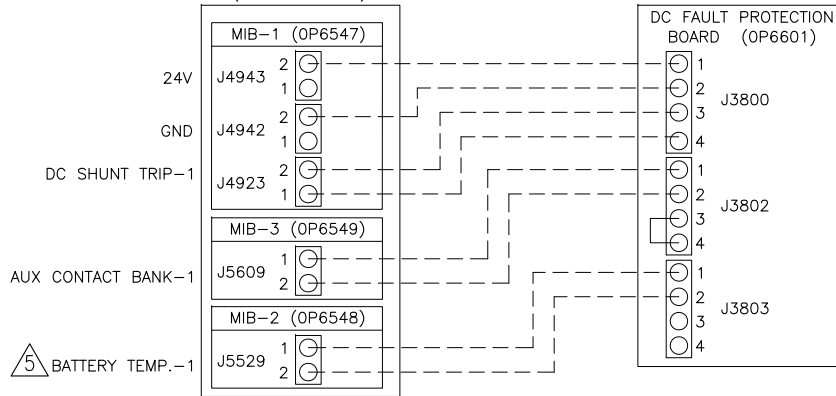 DC FAULT PROTECTION
BOARD (0P6601)
MIB-1 (0P6547)
24V
J4943
2
1
GND
J4942
2
1
DC SHUNT TRIP-1
J4923
2
1
MIB-3 (0P6549)
AUX CONTACT BANK-1
J5609
1
2
MIB-2 (0P6548)
5
BATTERY TEMP.-1
J5529
1
2
1
2
3
4
J3800
1
2
3
4
J3802
1
2
3
4
J3803